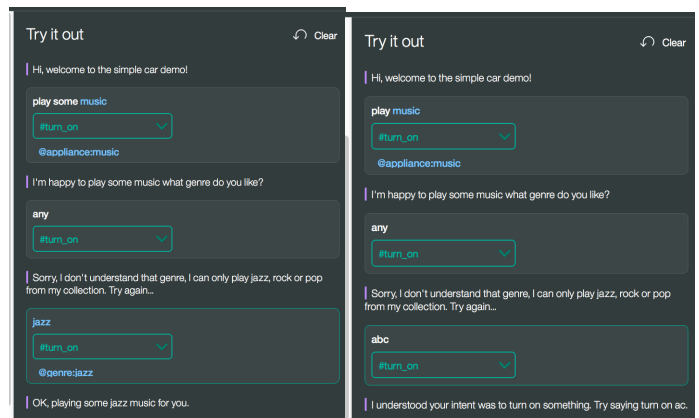 Try it out
Clear
Hi, welcome to the simple car demo!
play some music
#turn_on
@appliance:music
I'm happy to play some music what genre do you like?
any
#turn_on
Sorry, I don't understand that genre, I can only play jazz, rock or pop
from my collection. Try again...
jazz
#turn_on
@genre:jazz
OK, playing some jazz music for you.
Try it out
Clear
Hi, welcome to the simple car demo!
play music
#turn_on
@appliance:music
I'm happy to play some music what genre do you like?
any
#turn_on
Sorry, I don't understand that genre, I can only play jazz, rock or pop
from my collection. Try again...
abc
#turn_on
I understood your intent was to turn on something. Try saying turn on ac.